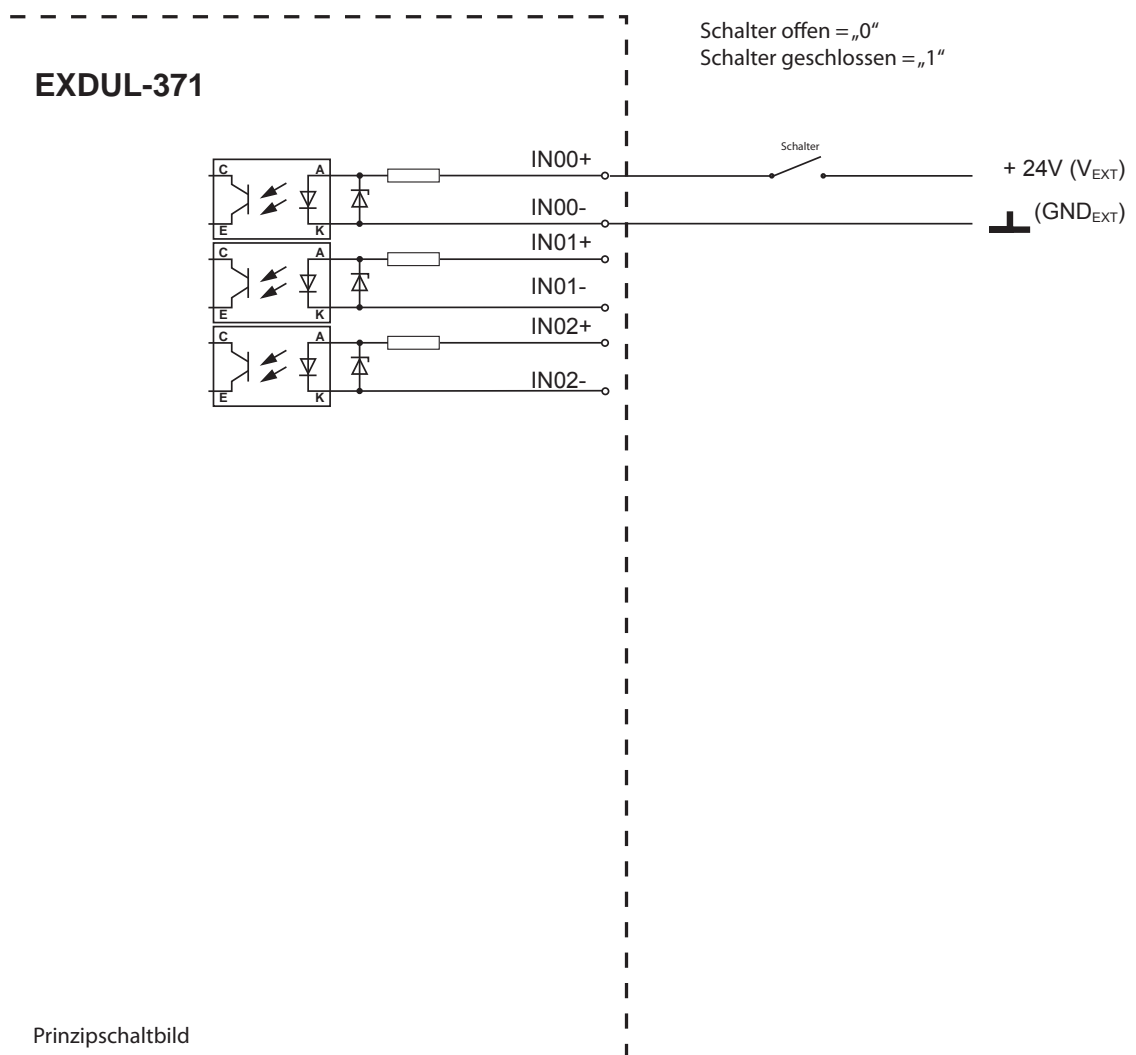 Schalter offen = „0“
Schalter geschlossen = „1“
EXDUL-371
Schalter
C A IN00+ + 24V (VEXT)
E K IN00- (GNDEXT)
C A IN01+
E K IN01-
C A IN02+
E K IN02-
Prinzipschaltbild